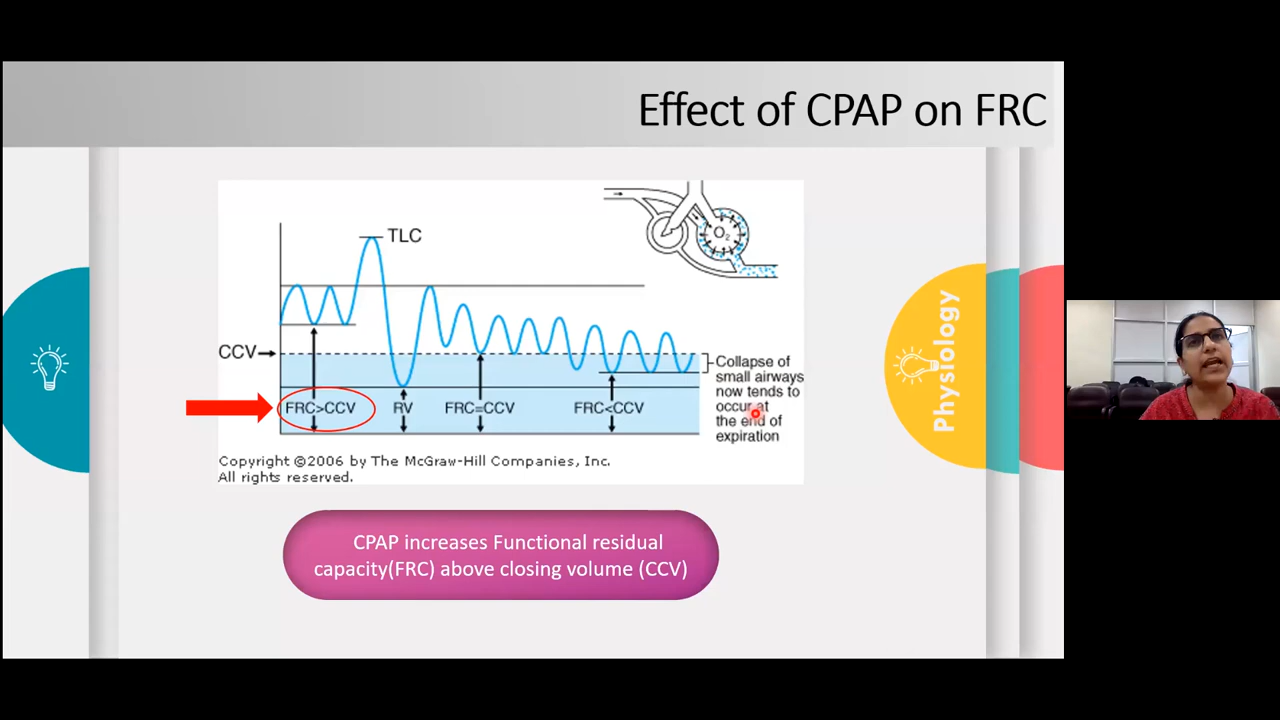 Effect of CPAP on FRC
TLC
O2
CCV
Collapse of
small airways
now tends to
occur at
the end of
expiration
FRC>CCV
RV
FRC=CCV
FRC<CCV
Copyright ©2006 by The McGraw-Hill Companies, Inc.
All rights reserved.
Physiology
CPAP increases Functional residual
capacity(FRC) above closing volume (CCV)